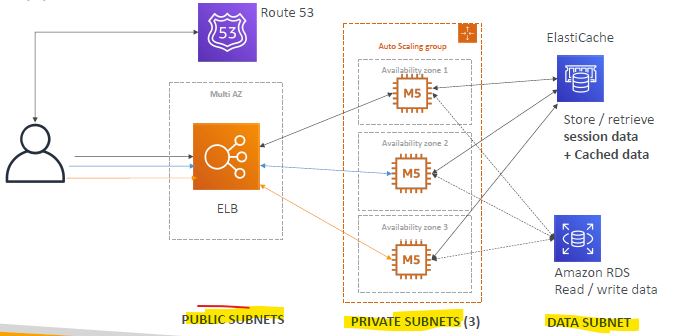 Route 53
53
ElastiCache
Auto Scaling group
Availability zone 1
Multi AZ
M5
Store / retrieve
session data
+ Cached data
Availability zone 2
M5
ELB
Availability zone 3
M5
Amazon RDS
Read / write data
PUBLIC SUBNETS
PRIVATE SUBNETS (3)
DATA SUBNET